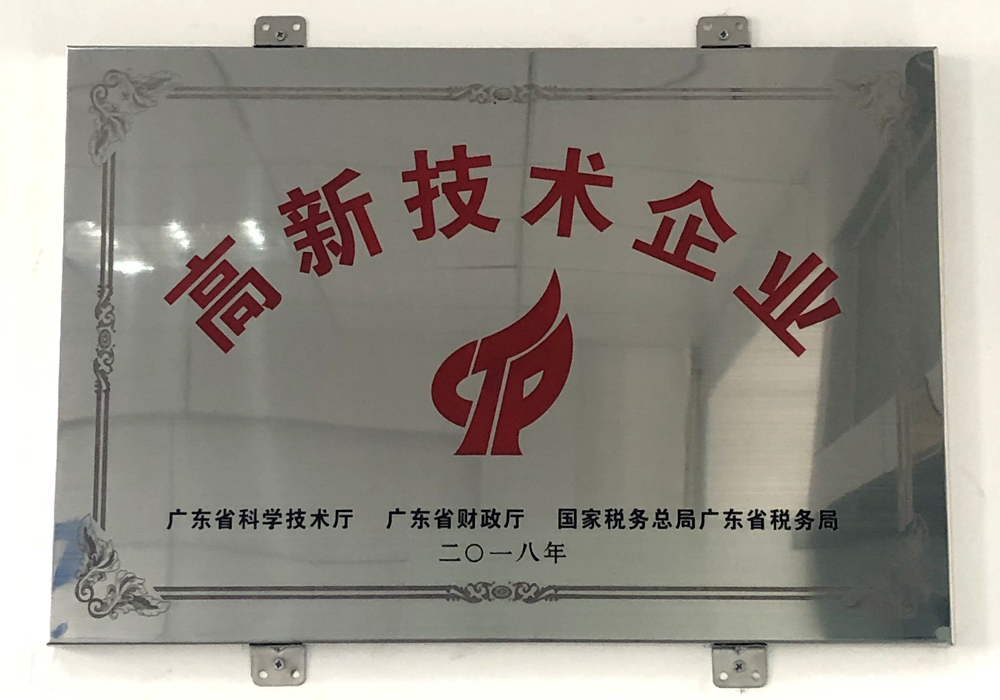 高新技术企业
广东省科学技术厅 广东省财政厅 国家税务总局广东省税务局
二〇一八年